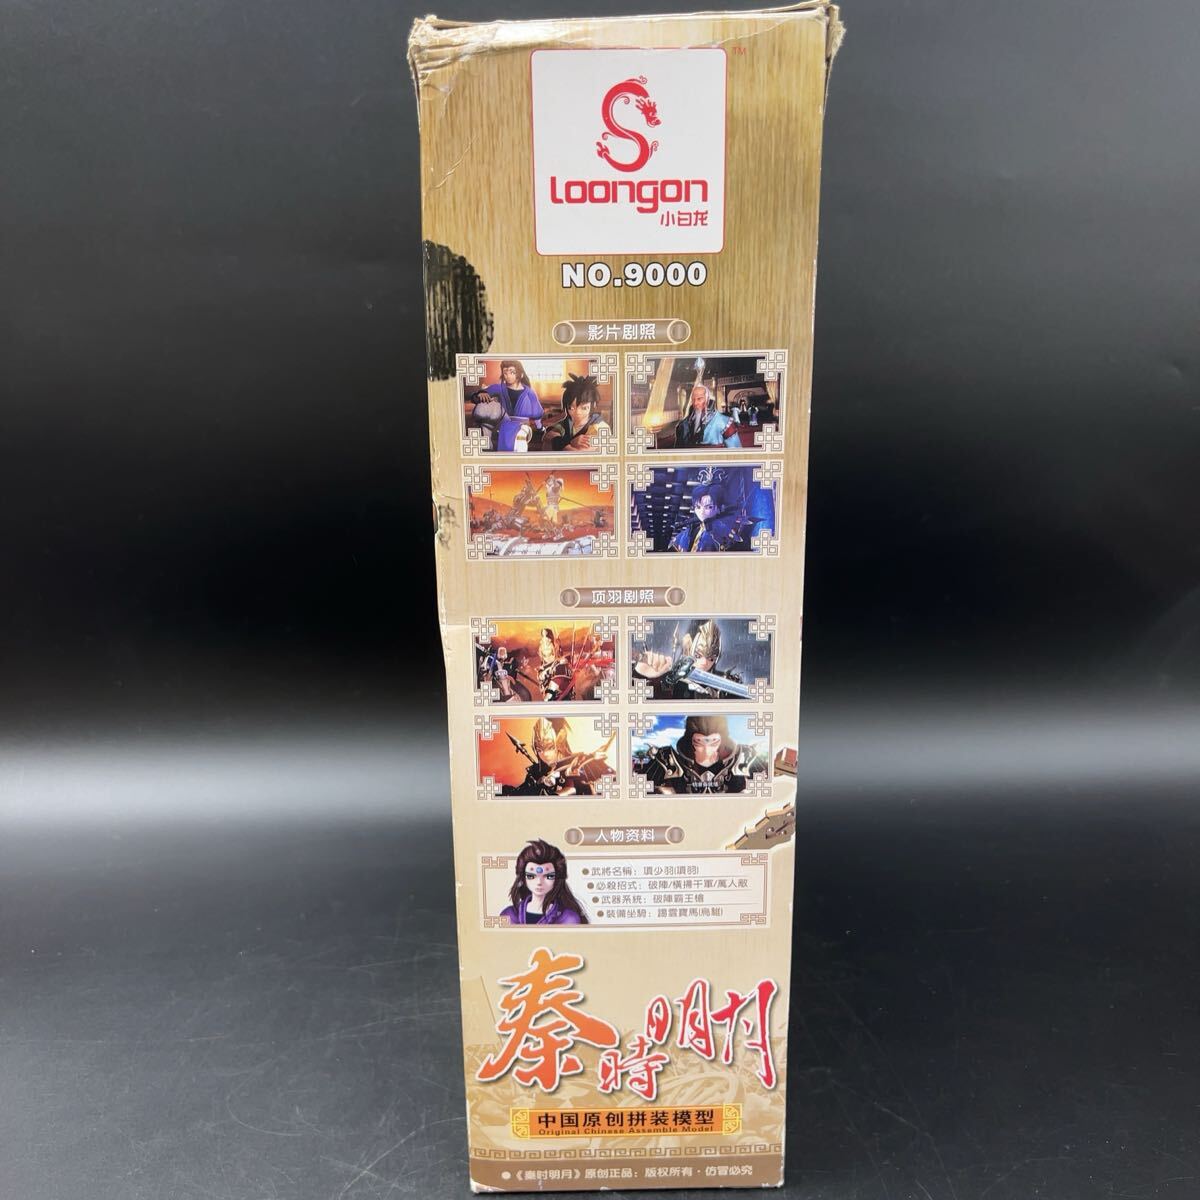 TM
Loongon
小白龙
NO.9000
影片剧照
项羽剧照
人物资料
●武將名稱：項少羽(項羽)
●必殺招式：破陣/橫掃千軍/萬人敵
●武器系統：破陣霸王槍
●裝備坐騎：踢雲寶馬(烏騅)
秦時明月
中国原创拼装模型
Original Chinese Assemble Model
●《秦时明月》原创正品：版权所有·仿冒必究